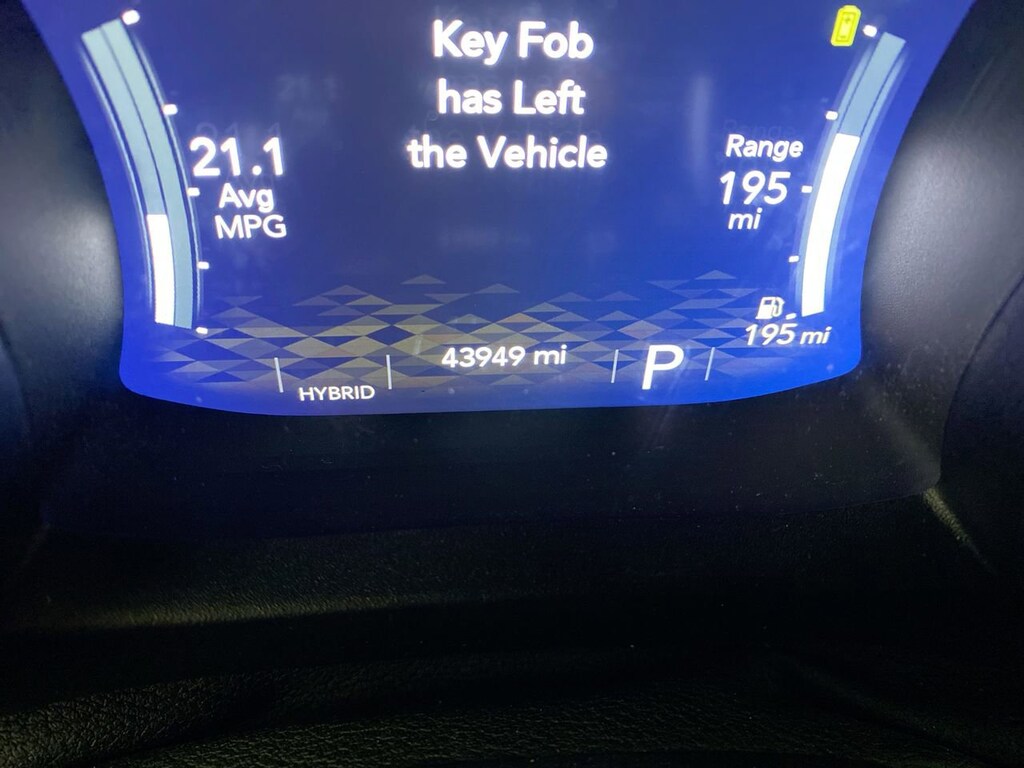 Key Fob
has Left
the Vehicle
21.1
Avg
MPG
Range
195
mi
195 mi
HYBRID
43949 mi
P